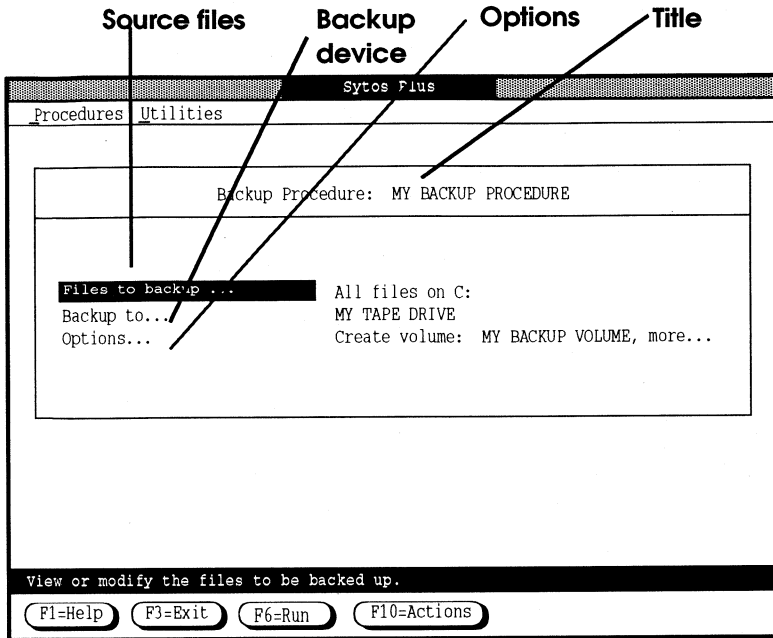 Source files Backup device Options Title
Sytos Plus
Procedures Utilities
Backup Procedure: MY BACKUP PROCEDURE
Files to backup ... All files on C:
Backup to... MY TAPE DRIVE
Options... Create volume: MY BACKUP VOLUME, more...
View or modify the files to be backed up.
F1=Help F3=Exit F6=Run F10=Actions